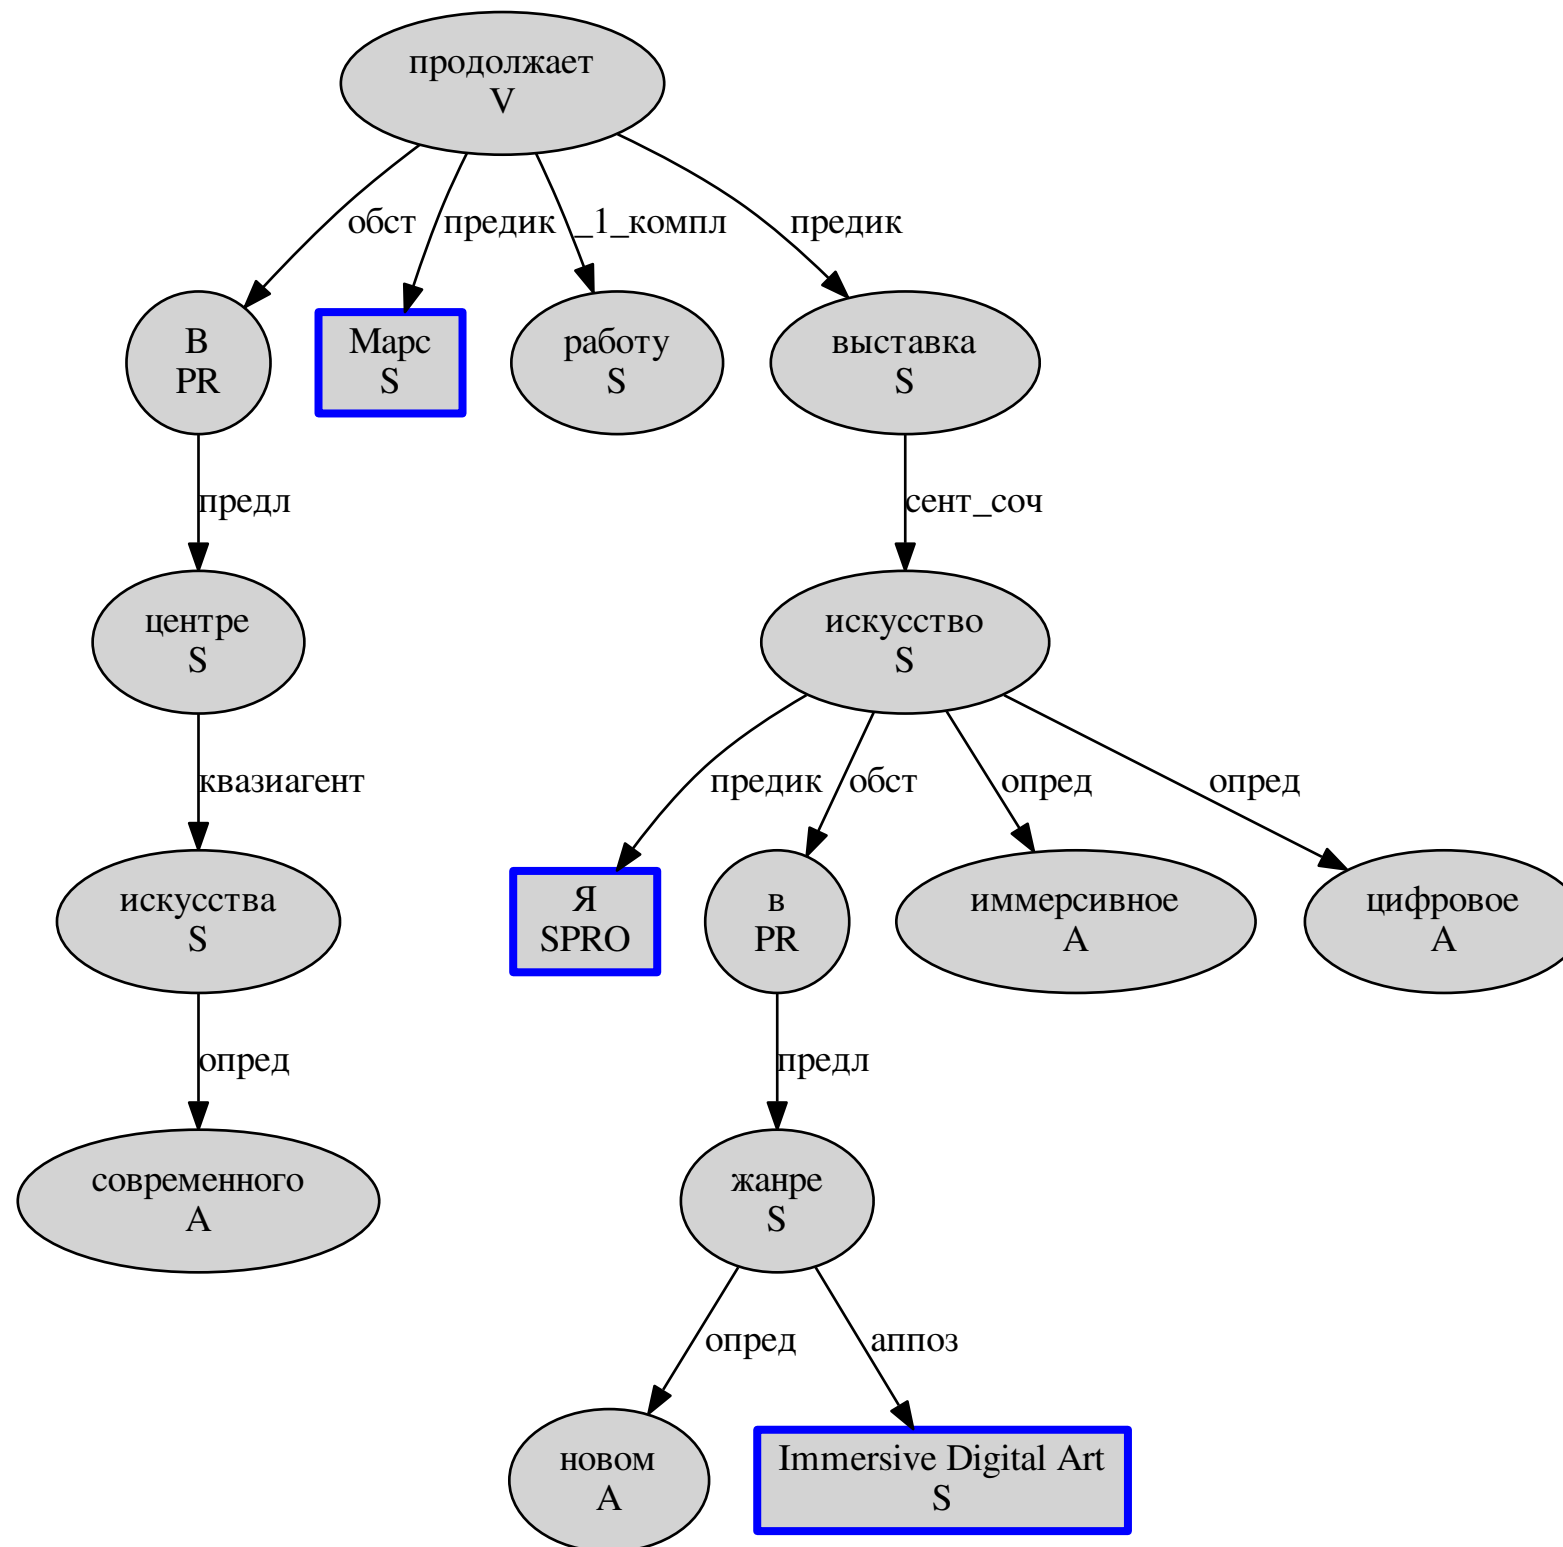 продолжает
V
обст
предик
_1_компл
предик
В
PR
Марс
S
работу
S
выставка
S
предл
сент_соч
центре
S
искусство
S
квазиагент
предик
обст
опред
опред
искусства
S
Я
SPRO
в
PR
иммерсивное
A
цифровое
A
опред
предл
современного
A
жанре
S
опред
аппоз
новом
A
Immersive Digital Art
S